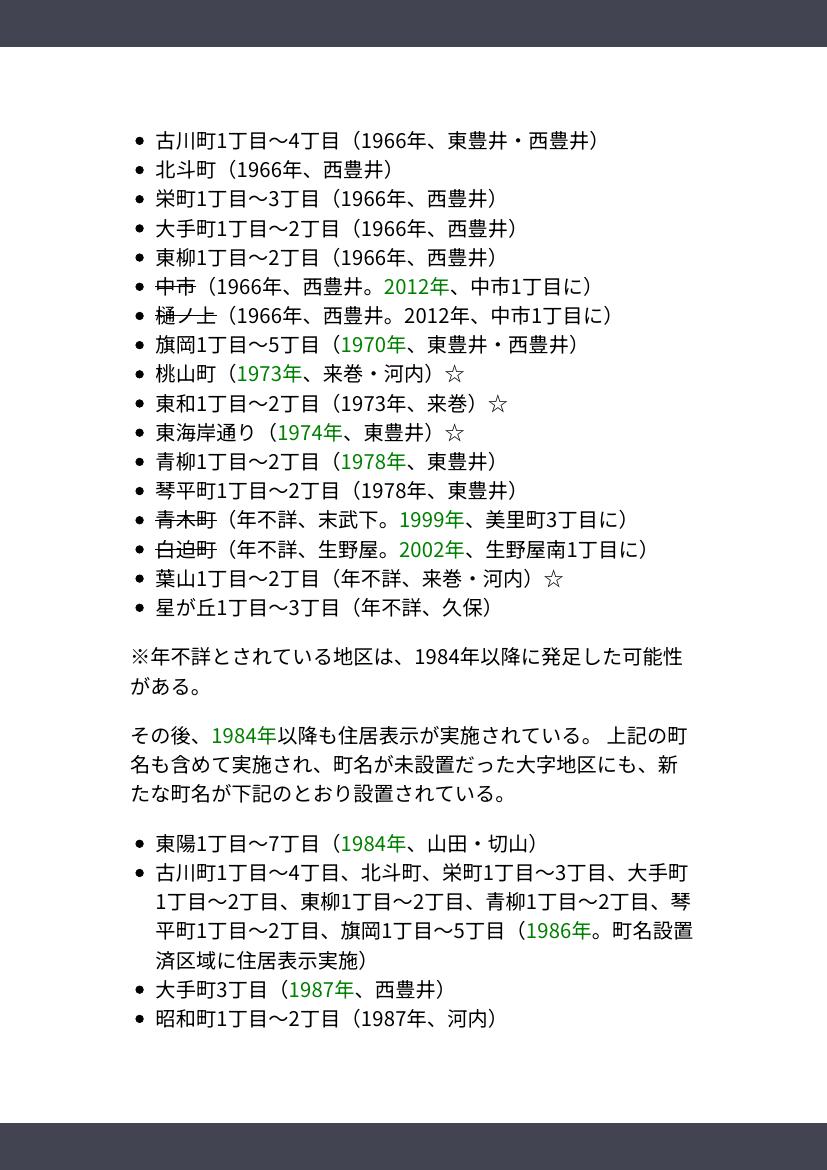 古川町1丁目～4丁目（1966年、東豊井・西豊井）
北斗町（1966年、西豊井）
栄町1丁目～3丁目（1966年、西豊井）
大手町1丁目～2丁目（1966年、西豊井）
東柳1丁目～2丁目（1966年、西豊井）
中市（1966年、西豊井。2012年、中市1丁目に）
樋ノ上（1966年、西豊井。2012年、中市1丁目に）
旗岡1丁目～5丁目（1970年、東豊井・西豊井）
桃山町（1973年、来巻・河内）☆
東和1丁目～2丁目（1973年、来巻）☆
東海岸通り（1974年、東豊井）☆
青柳1丁目～2丁目（1978年、東豊井）
琴平町1丁目～2丁目（1978年、東豊井）
青木町（年不詳、末武下。1999年、美里町3丁目に）
白迫町（年不詳、生野屋。2002年、生野屋南1丁目に）
葉山1丁目～2丁目（年不詳、来巻・河内）☆
星が丘1丁目～3丁目（年不詳、久保）
※年不詳とされている地区は、1984年以降に発足した可能性
がある。
その後、1984年以降も住居表示が実施されている。 上記の町
名も含めて実施され、町名が未設置だった大字地区にも、新
たな町名が下記のとおり設置されている。
東陽1丁目～7丁目（1984年、山田・切山）
古川町1丁目～4丁目、北斗町、栄町1丁目～3丁目、大手町
1丁目～2丁目、東柳1丁目～2丁目、青柳1丁目～2丁目、琴
平町1丁目～2丁目、旗岡1丁目～5丁目（1986年。町名設置
済区域に住居表示実施）
大手町3丁目（1987年、西豊井）
昭和町1丁目～2丁目（1987年、河内）